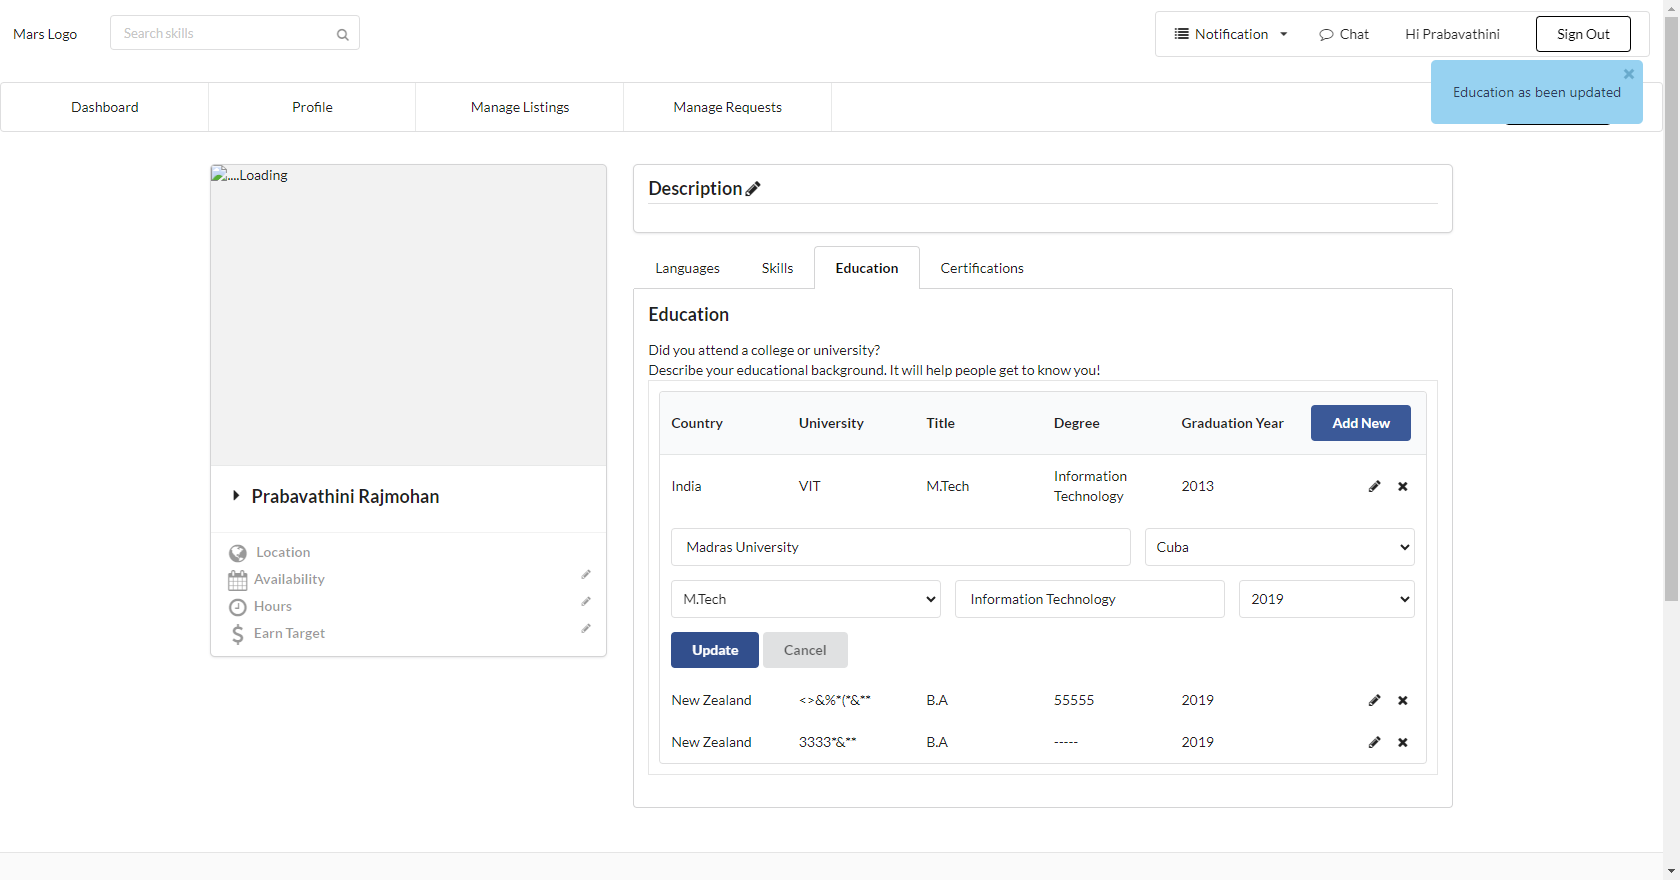 Mars Logo
Search skills
Notification
Chat
Hi Prabavathini
Sign Out
Education as been updated
Dashboard
Profile
Manage Listings
Manage Requests
....Loading
Prabavathini Rajmohan
Location
Availability
Hours
Earn Target
Description
Languages
Skills
Education
Certifications
Education
Did you attend a college or university?
Describe your educational background. It will help people get to know you!
Country University Title Degree Graduation Year Add New
India VIT M.Tech Information Technology 2013
Madras University
Cuba
M.Tech
Information Technology
2019
Update
Cancel
New Zealand <>&%*(*&** B.A 55555 2019
New Zealand 3333*&** B.A ----- 2019